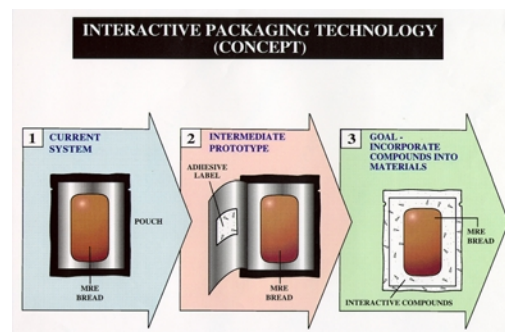 INTERACTIVE PACKAGING TECHNOLOGY
(CONCEPT)
1
CURRENT
SYSTEM
POUCH
MRE
BREAD
2
INTERMEDIATE
PROTOTYPE
ADHESIVE
LABEL
MRE
BREAD
3
GOAL -
INCORPORATE
COMPOUNDS INTO
MATERIALS
MRE
BREAD
INTERACTIVE COMPOUNDS